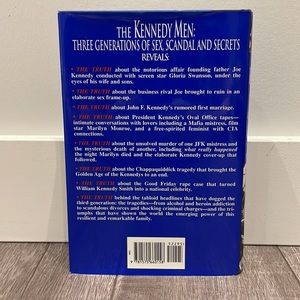 THE KENNEDY MEN:
THREE GENERATIONS OF SEX, SCANDAL AND SECRETS
REVEALS:
• THE TRUTH about the notorious affair founding father Joe
Kennedy conducted with screen star Gloria Swanson, under
the eyes of his wife and sons.
• THE TRUTH about the business rival Joe brought to ruin in an
elaborate sex frame-up.
• THE TRUTH about John F. Kennedy's rumored first marriage.
• THE TRUTH about President Kennedy's Oval Office tapes—
intimate conversations with lovers including a Mafia mistress, film
star Marilyn Monroe, and a free-spirited feminist with CIA
connections.
• THE TRUTH about the unsolved murder of one JFK mistress and
the mysterious death of another, including what really happened
the night Marilyn died and the elaborate Kennedy cover-up that
followed.
• THE TRUTH about the Chappaquiddick tragedy that brought the
Golden Age of the Kennedys to an end.
• THE TRUTH about the Good Friday rape case that turned
William Kennedy Smith into a national celebrity.
• THE TRUTH behind the tabloid headlines that have dogged the
third generation: the tragedies—from alcohol and heroin addiction
to scandalous divorces and shocking criminal charges—and the tri-
umphs that have shown the world the emerging power of this
resilient and remarkable family.